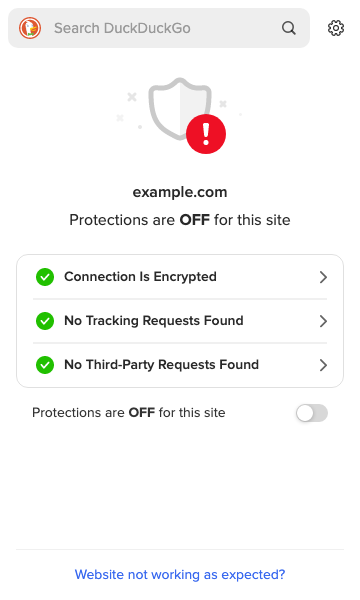 Search DuckDuckGo
example.com
Protections are OFF for this site
Connection Is Encrypted
No Tracking Requests Found
No Third-Party Requests Found
Protections are OFF for this site
Website not working as expected?